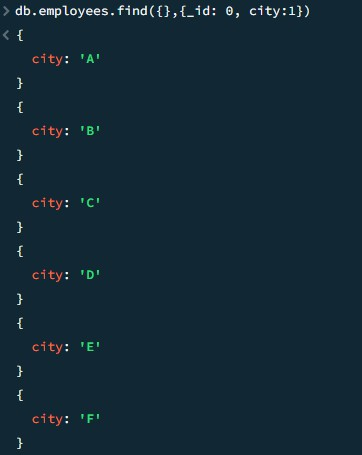 > db.employees.find({},{_id: 0, city:1})
< {
city: 'A'
}
{
city: 'B'
}
{
city: 'C'
}
{
city: 'D'
}
{
city: 'E'
}
{
city: 'F'
}